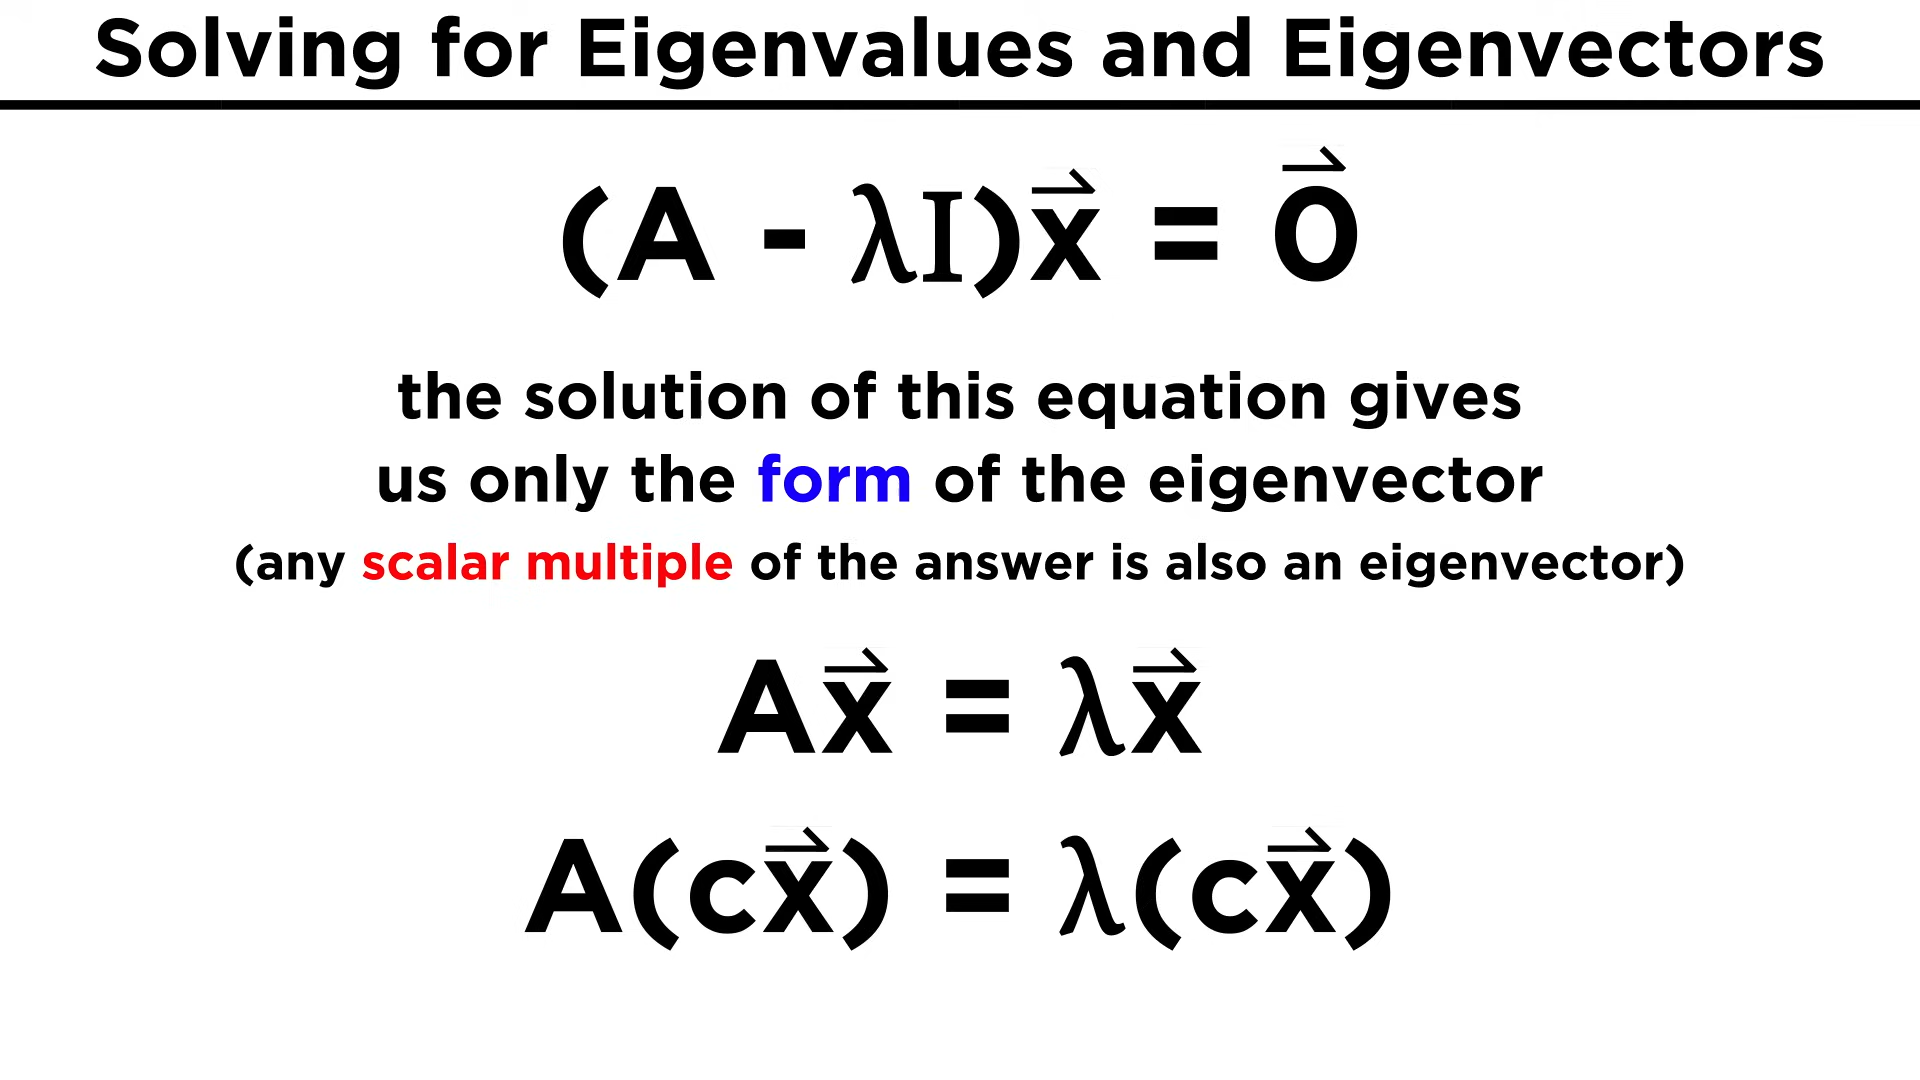 Solving for Eigenvalues and Eigenvectors
(A - λI)x⃑ = 0⃑
the solution of this equation gives
us only the form of the eigenvector
(any scalar multiple of the answer is also an eigenvector)
Ax⃑ = λx⃑
A(cx⃑) = λ(cx⃑)